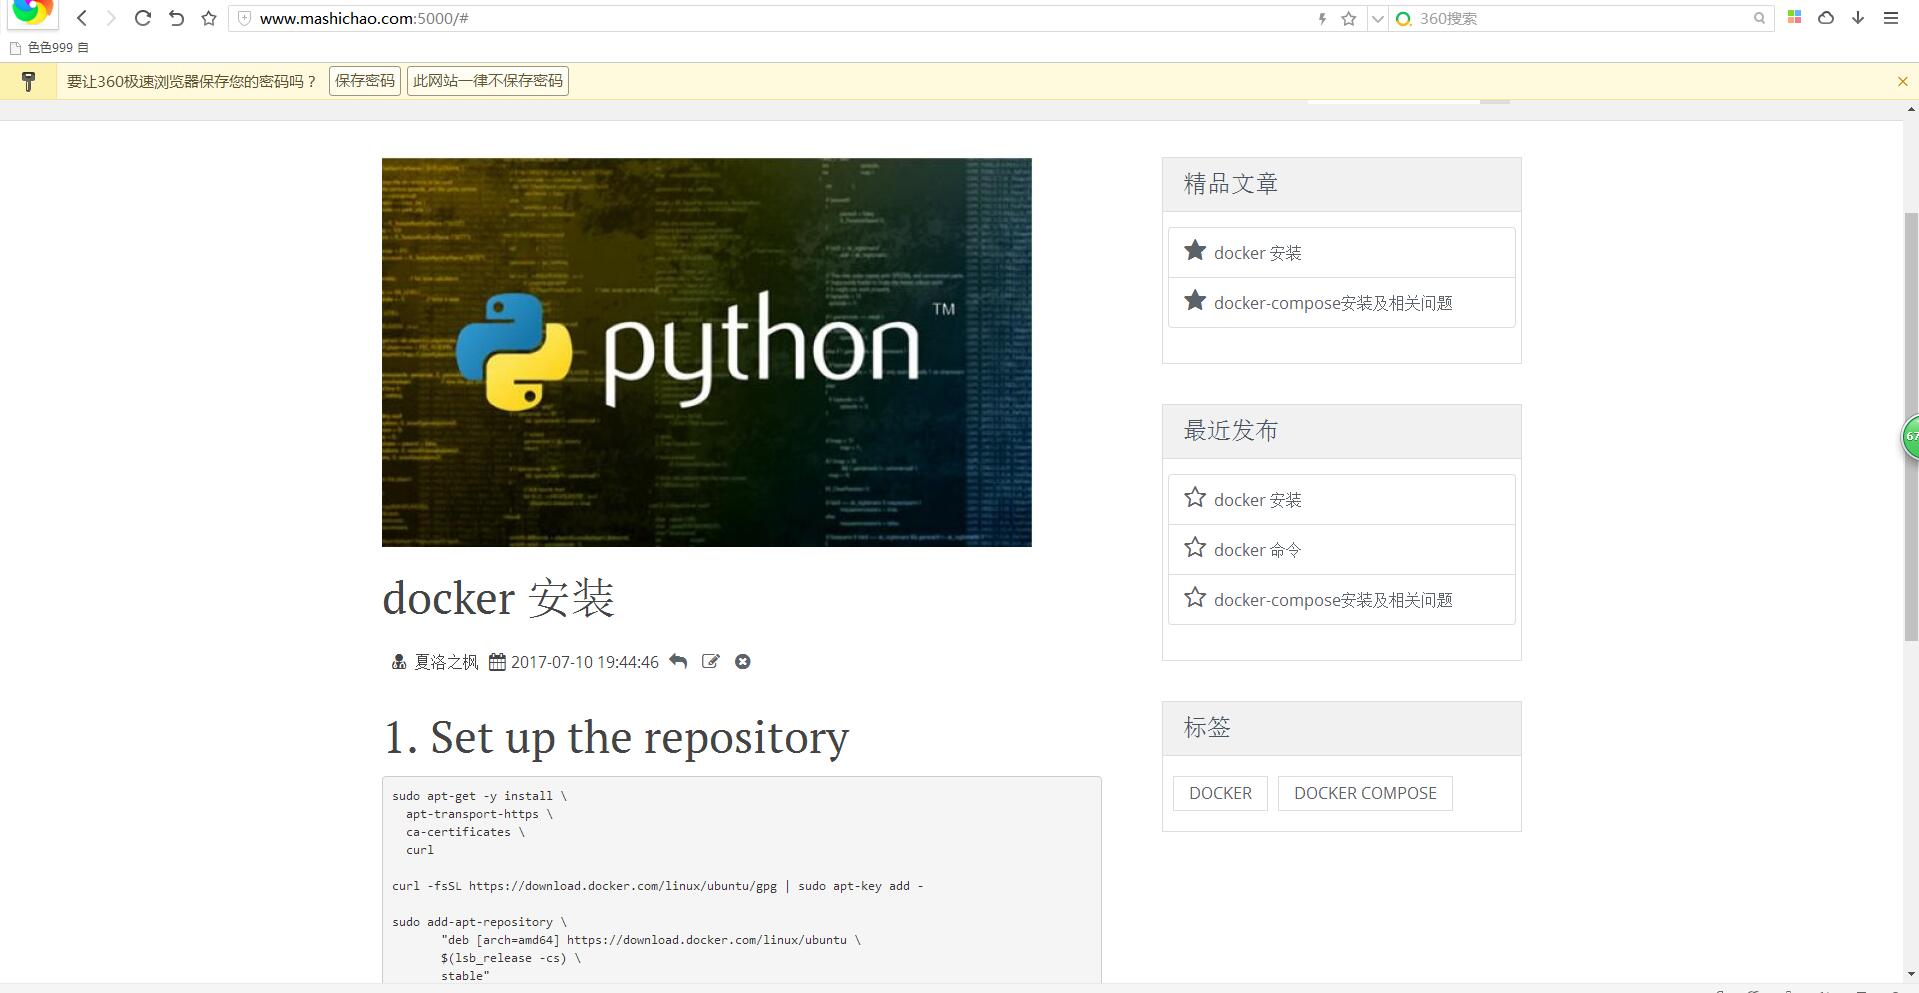 www.mashichao.com:5000/#
360搜索
色色999 自
要让360极速浏览器保存您的密码吗？ 保存密码 此网站一律不保存密码
python
TM
docker 安装
夏洛之枫 2017-07-10 19:44:46
1. Set up the repository
sudo apt-get -y install \
apt-transport-https \
ca-certificates \
curl
curl -fsSL https://download.docker.com/linux/ubuntu/gpg | sudo apt-key add -
sudo add-apt-repository \
"deb [arch=amd64] https://download.docker.com/linux/ubuntu \
$(lsb_release -cs) \
stable"
精品文章
docker 安装
docker-compose安装及相关问题
最近发布
docker 安装
docker 命令
docker-compose安装及相关问题
标签
DOCKER DOCKER COMPOSE
67